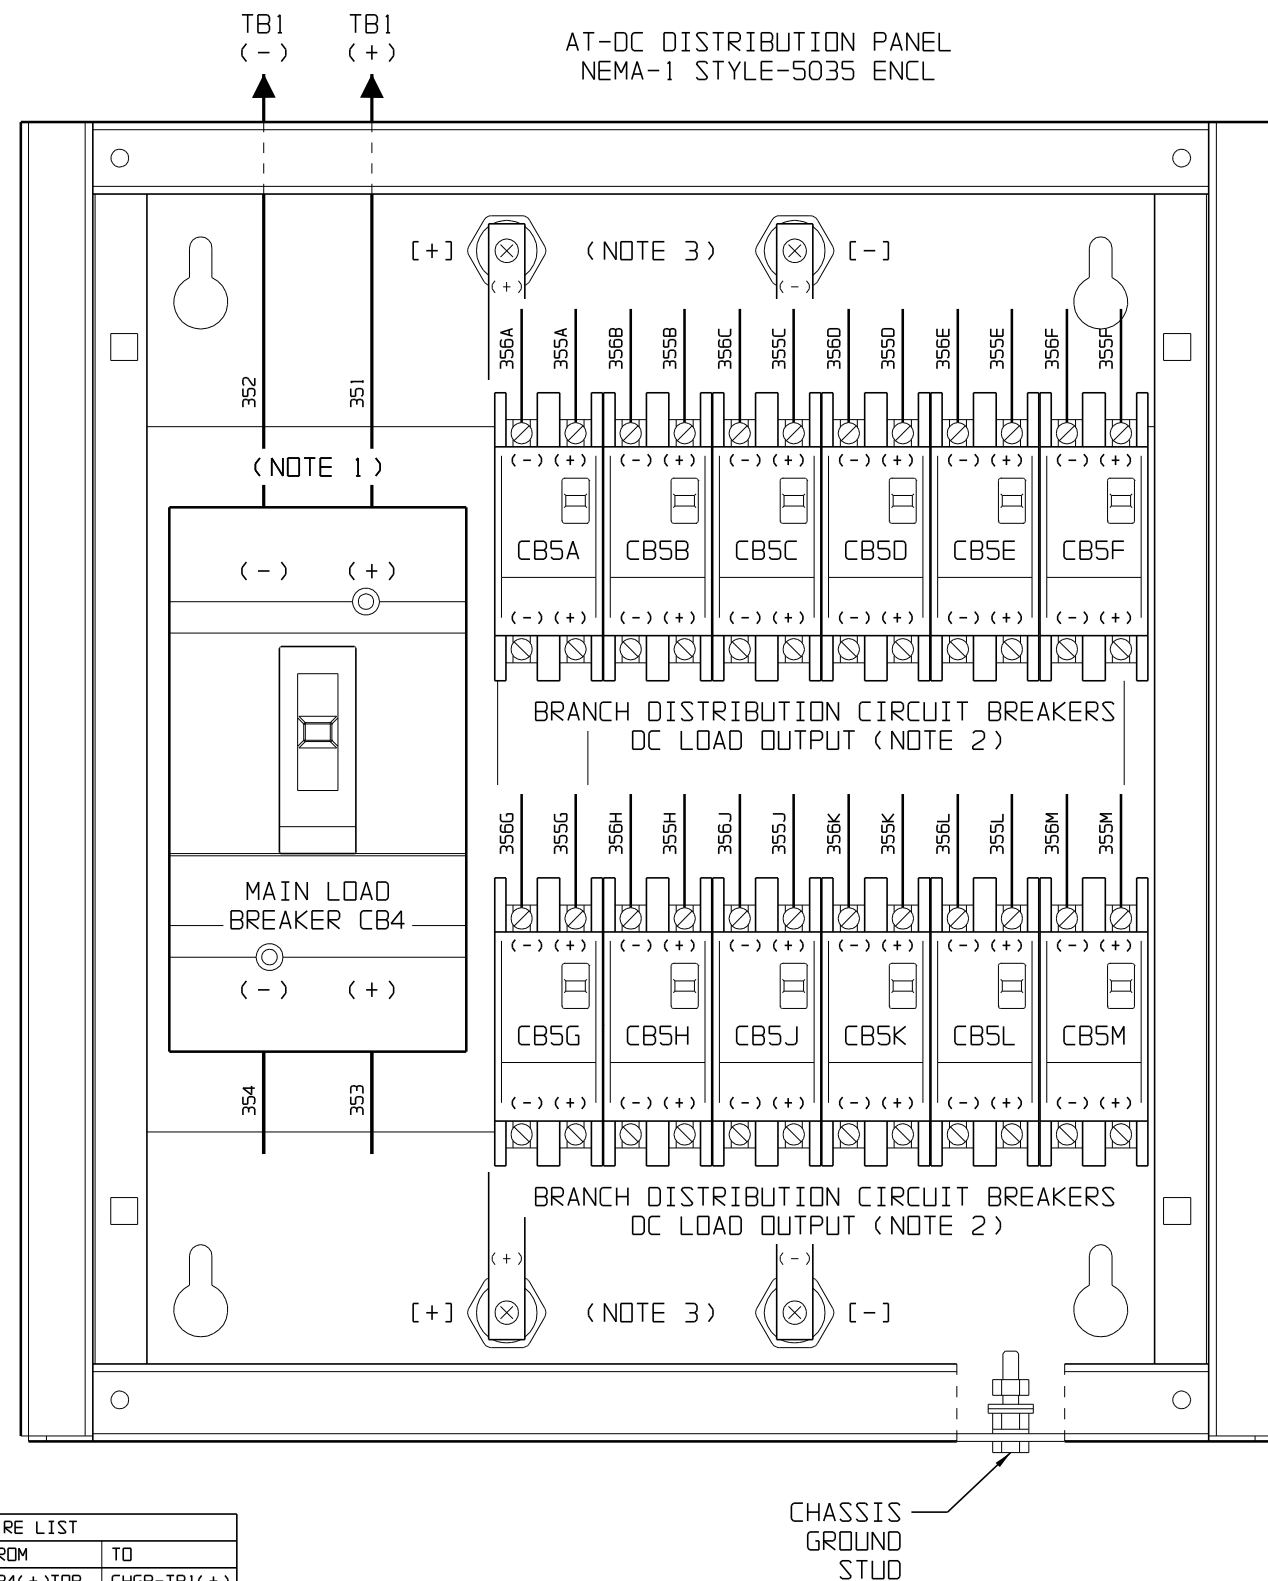 TB1 TB1
(-) (+)
AT-DC DISTRIBUTION PANEL
NEMA-1 STYLE-5035 ENCL
[+] (NOTE 3) [-]
(+) (-)
356A 355A 356B 355B 356C 355C 356D 355D 356E 355E 356F 355F
352 351
(NOTE 1)
(-) (+) (-) (+) (-) (+) (-) (+) (-) (+) (-) (+)
CB5A CB5B CB5C CB5D CB5E CB5F
(-) (+)
(-) (+) (-) (+) (-) (+) (-) (+) (-) (+) (-) (+)
BRANCH DISTRIBUTION CIRCUIT BREAKERS
DC LOAD OUTPUT (NOTE 2)
356G 355G 356H 355H 356J 355J 356K 355K 356L 355L 356M 355M
MAIN LOAD
BREAKER CB4
(-) (+) (-) (+) (-) (+) (-) (+) (-) (+) (-) (+)
(-) (+)
CB5G CB5H CB5J CB5K CB5L CB5M
354 353
(-) (+) (-) (+) (-) (+) (-) (+) (-) (+) (-) (+)
BRANCH DISTRIBUTION CIRCUIT BREAKERS
DC LOAD OUTPUT (NOTE 2)
(+) (-)
[+] (NOTE 3) [-]
CHASSIS
GROUND
STUD
RE LIST
ROM TO